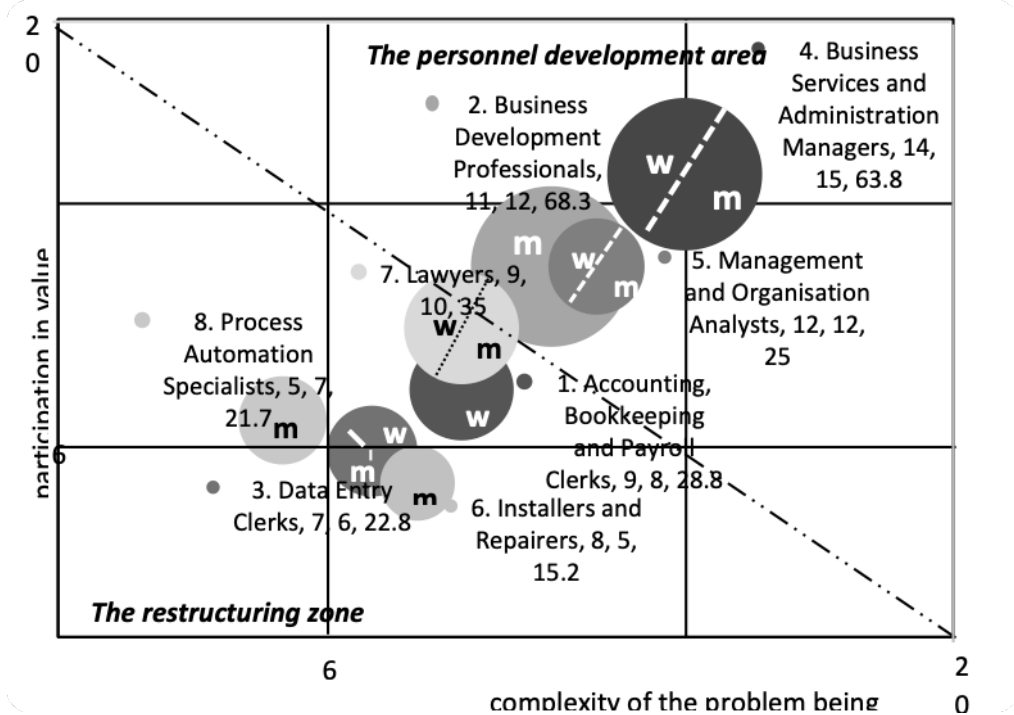 2
0
The personnel development area
4. Business
Services and
Administration
Managers, 14,
15, 63.8
2. Business
Development
Professionals,
11, 12, 68.3
w
m
m
w
m
5. Management
and Organisation
Analysts, 12, 12,
25
7. Lawyers, 9,
10, 35
w
m
8. Process
Automation
Specialists, 5, 7,
21.7
m
1. Accounting,
Bookkeeping
and Payroll
Clerks, 9, 8, 28.8
w
w
m
3. Data Entry
Clerks, 7, 6, 22.8
m
6. Installers and
Repairers, 8, 5,
15.2
participation in value
6
The restructuring zone
6
2
0
complexity of the problem being